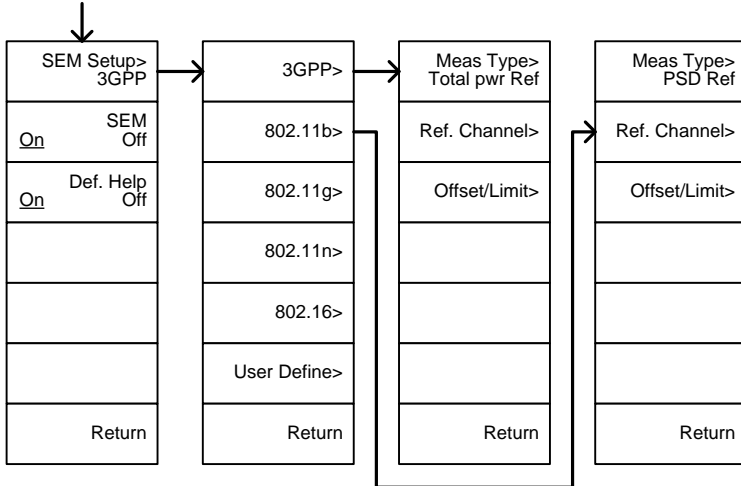 SEM Setup>
3GPP
SEM
On Off
Def. Help
On Off
Return
3GPP>
802.11b>
802.11g>
802.11n>
802.16>
User Define>
Return
Meas Type>
Total pwr Ref
Ref. Channel>
Offset/Limit>
Return
Meas Type>
PSD Ref
Ref. Channel>
Offset/Limit>
Return